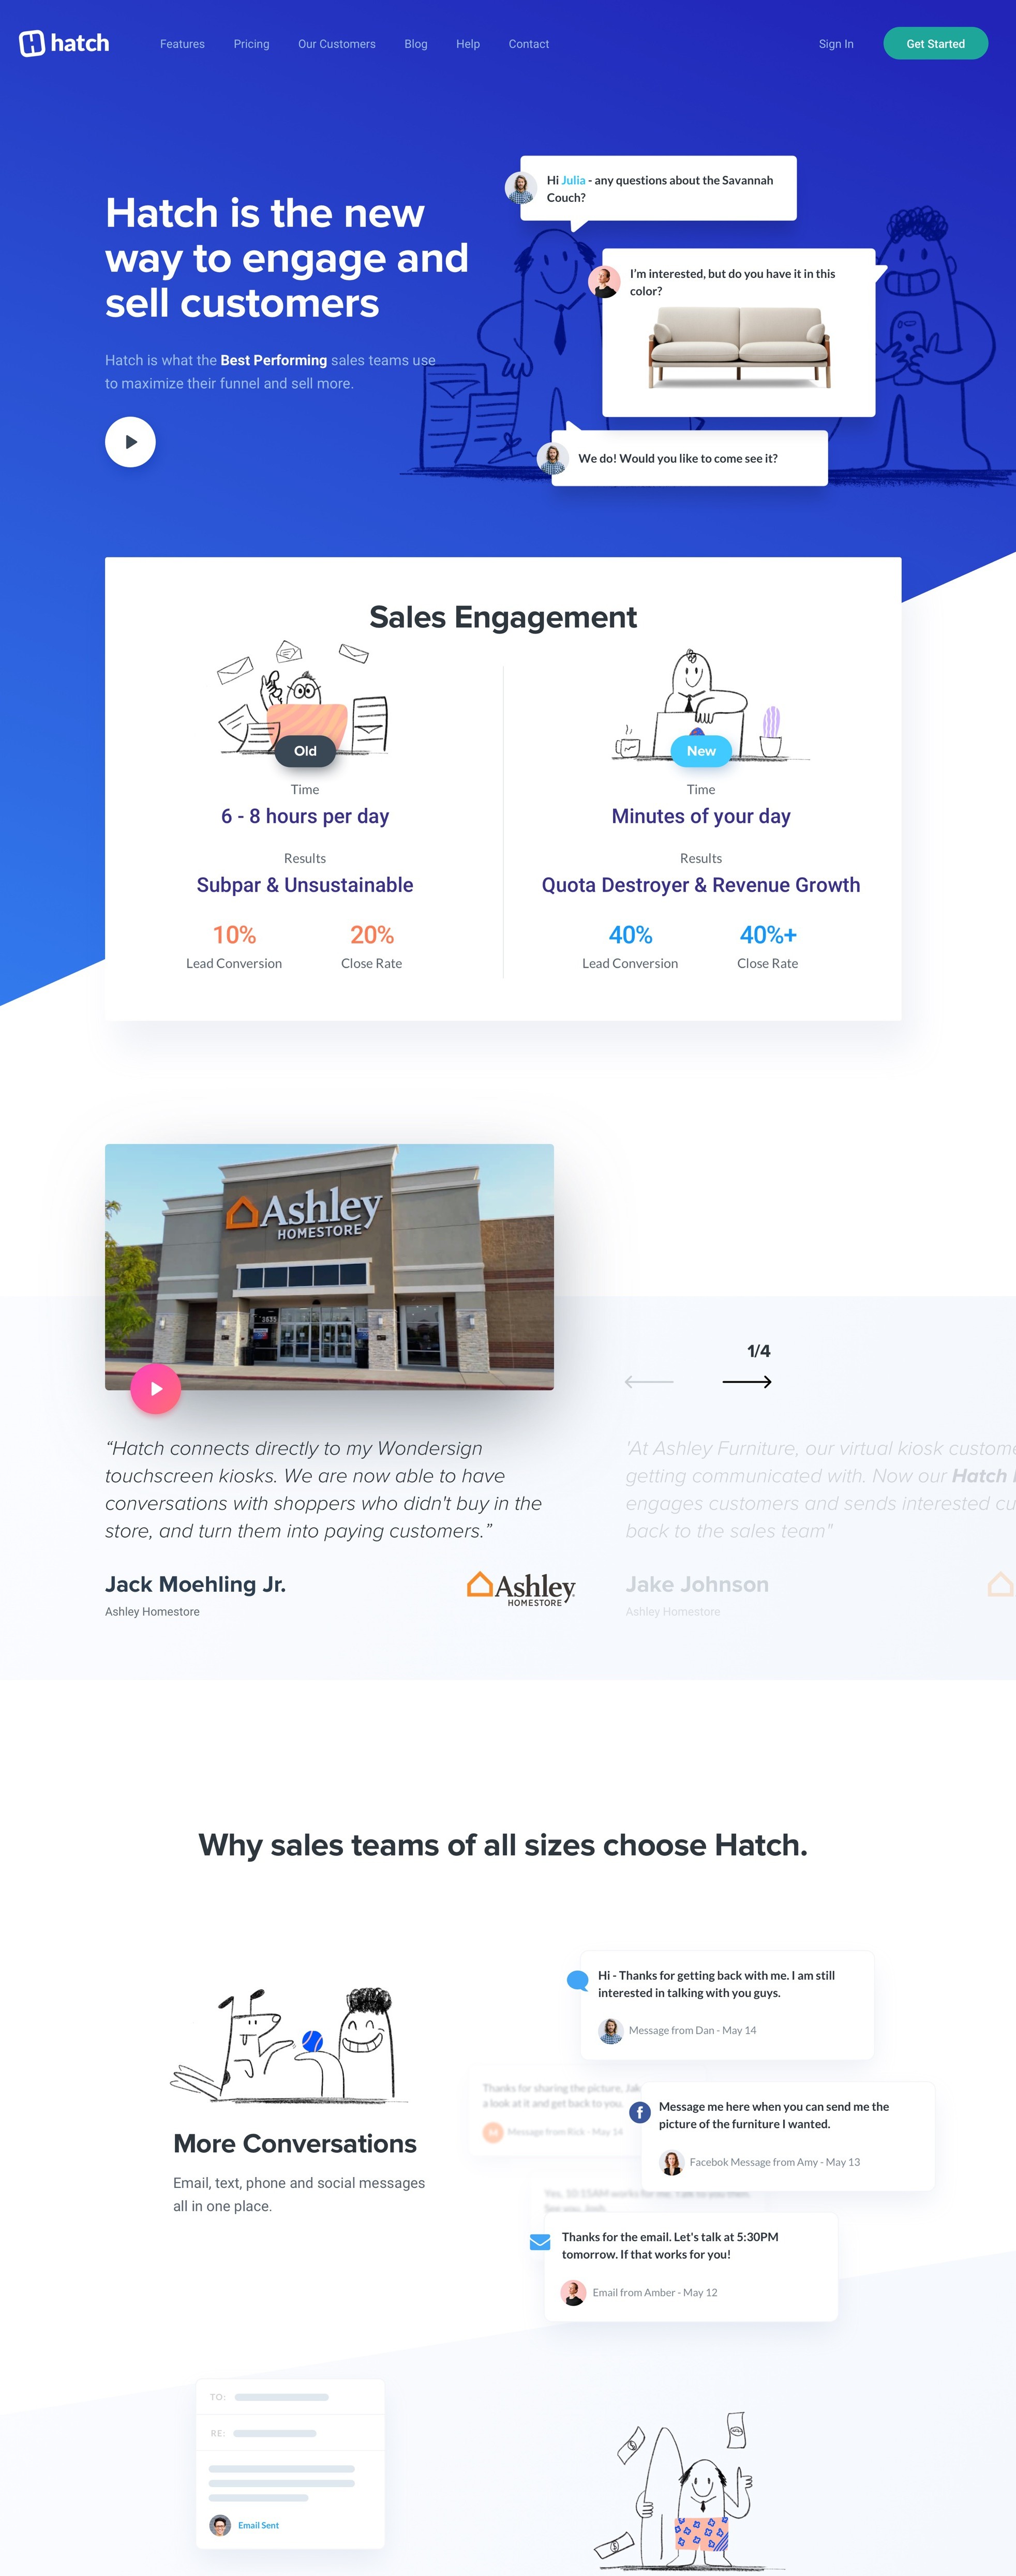 hatch
Features Pricing Our Customers Blog Help Contact Sign In Get Started
Hatch is the new
way to engage and
sell customers
Hatch is what the Best Performing sales teams use
to maximize their funnel and sell more.
Hi Julia - any questions about the Savannah
Couch?
I'm interested, but do you have it in this
color?
We do! Would you like to come see it?
Sales Engagement
Old
Time
6 - 8 hours per day
Results
Subpar & Unsustainable
10% 20%
Lead Conversion Close Rate
New
Time
Minutes of your day
Results
Quota Destroyer & Revenue Growth
40% 40%+
Lead Conversion Close Rate
Ashley
HOMESTORE
3635
1/4
“Hatch connects directly to my Wondersign
touchscreen kiosks. We are now able to have
conversations with shoppers who didn't buy in the
store, and turn them into paying customers.”
Jack Moehling Jr.
Ashley Homestore
Ashley
HOMESTORE
'At Ashley Furniture, our virtual kiosk custome
getting communicated with. Now our Hatch
engages customers and sends interested cu
back to the sales team"
Jake Johnson
Ashley Homestore
Why sales teams of all sizes choose Hatch.
More Conversations
Email, text, phone and social messages
all in one place.
Hi - Thanks for getting back with me. I am still
interested in talking with you guys.
Message from Dan - May 14
Thanks for sharing the picture, Jak
a look at it and get back to you.
Message from Rick - May 14
Message me here when you can send me the
picture of the furniture I wanted.
Facebok Message from Amy - May 13
Yes, 10:15AM works for me. Talk to you then.
See you, Josh.
Thanks for the email. Let's talk at 5:30PM
tomorrow. If that works for you!
Email from Amber - May 12
TO:
RE:
Email Sent